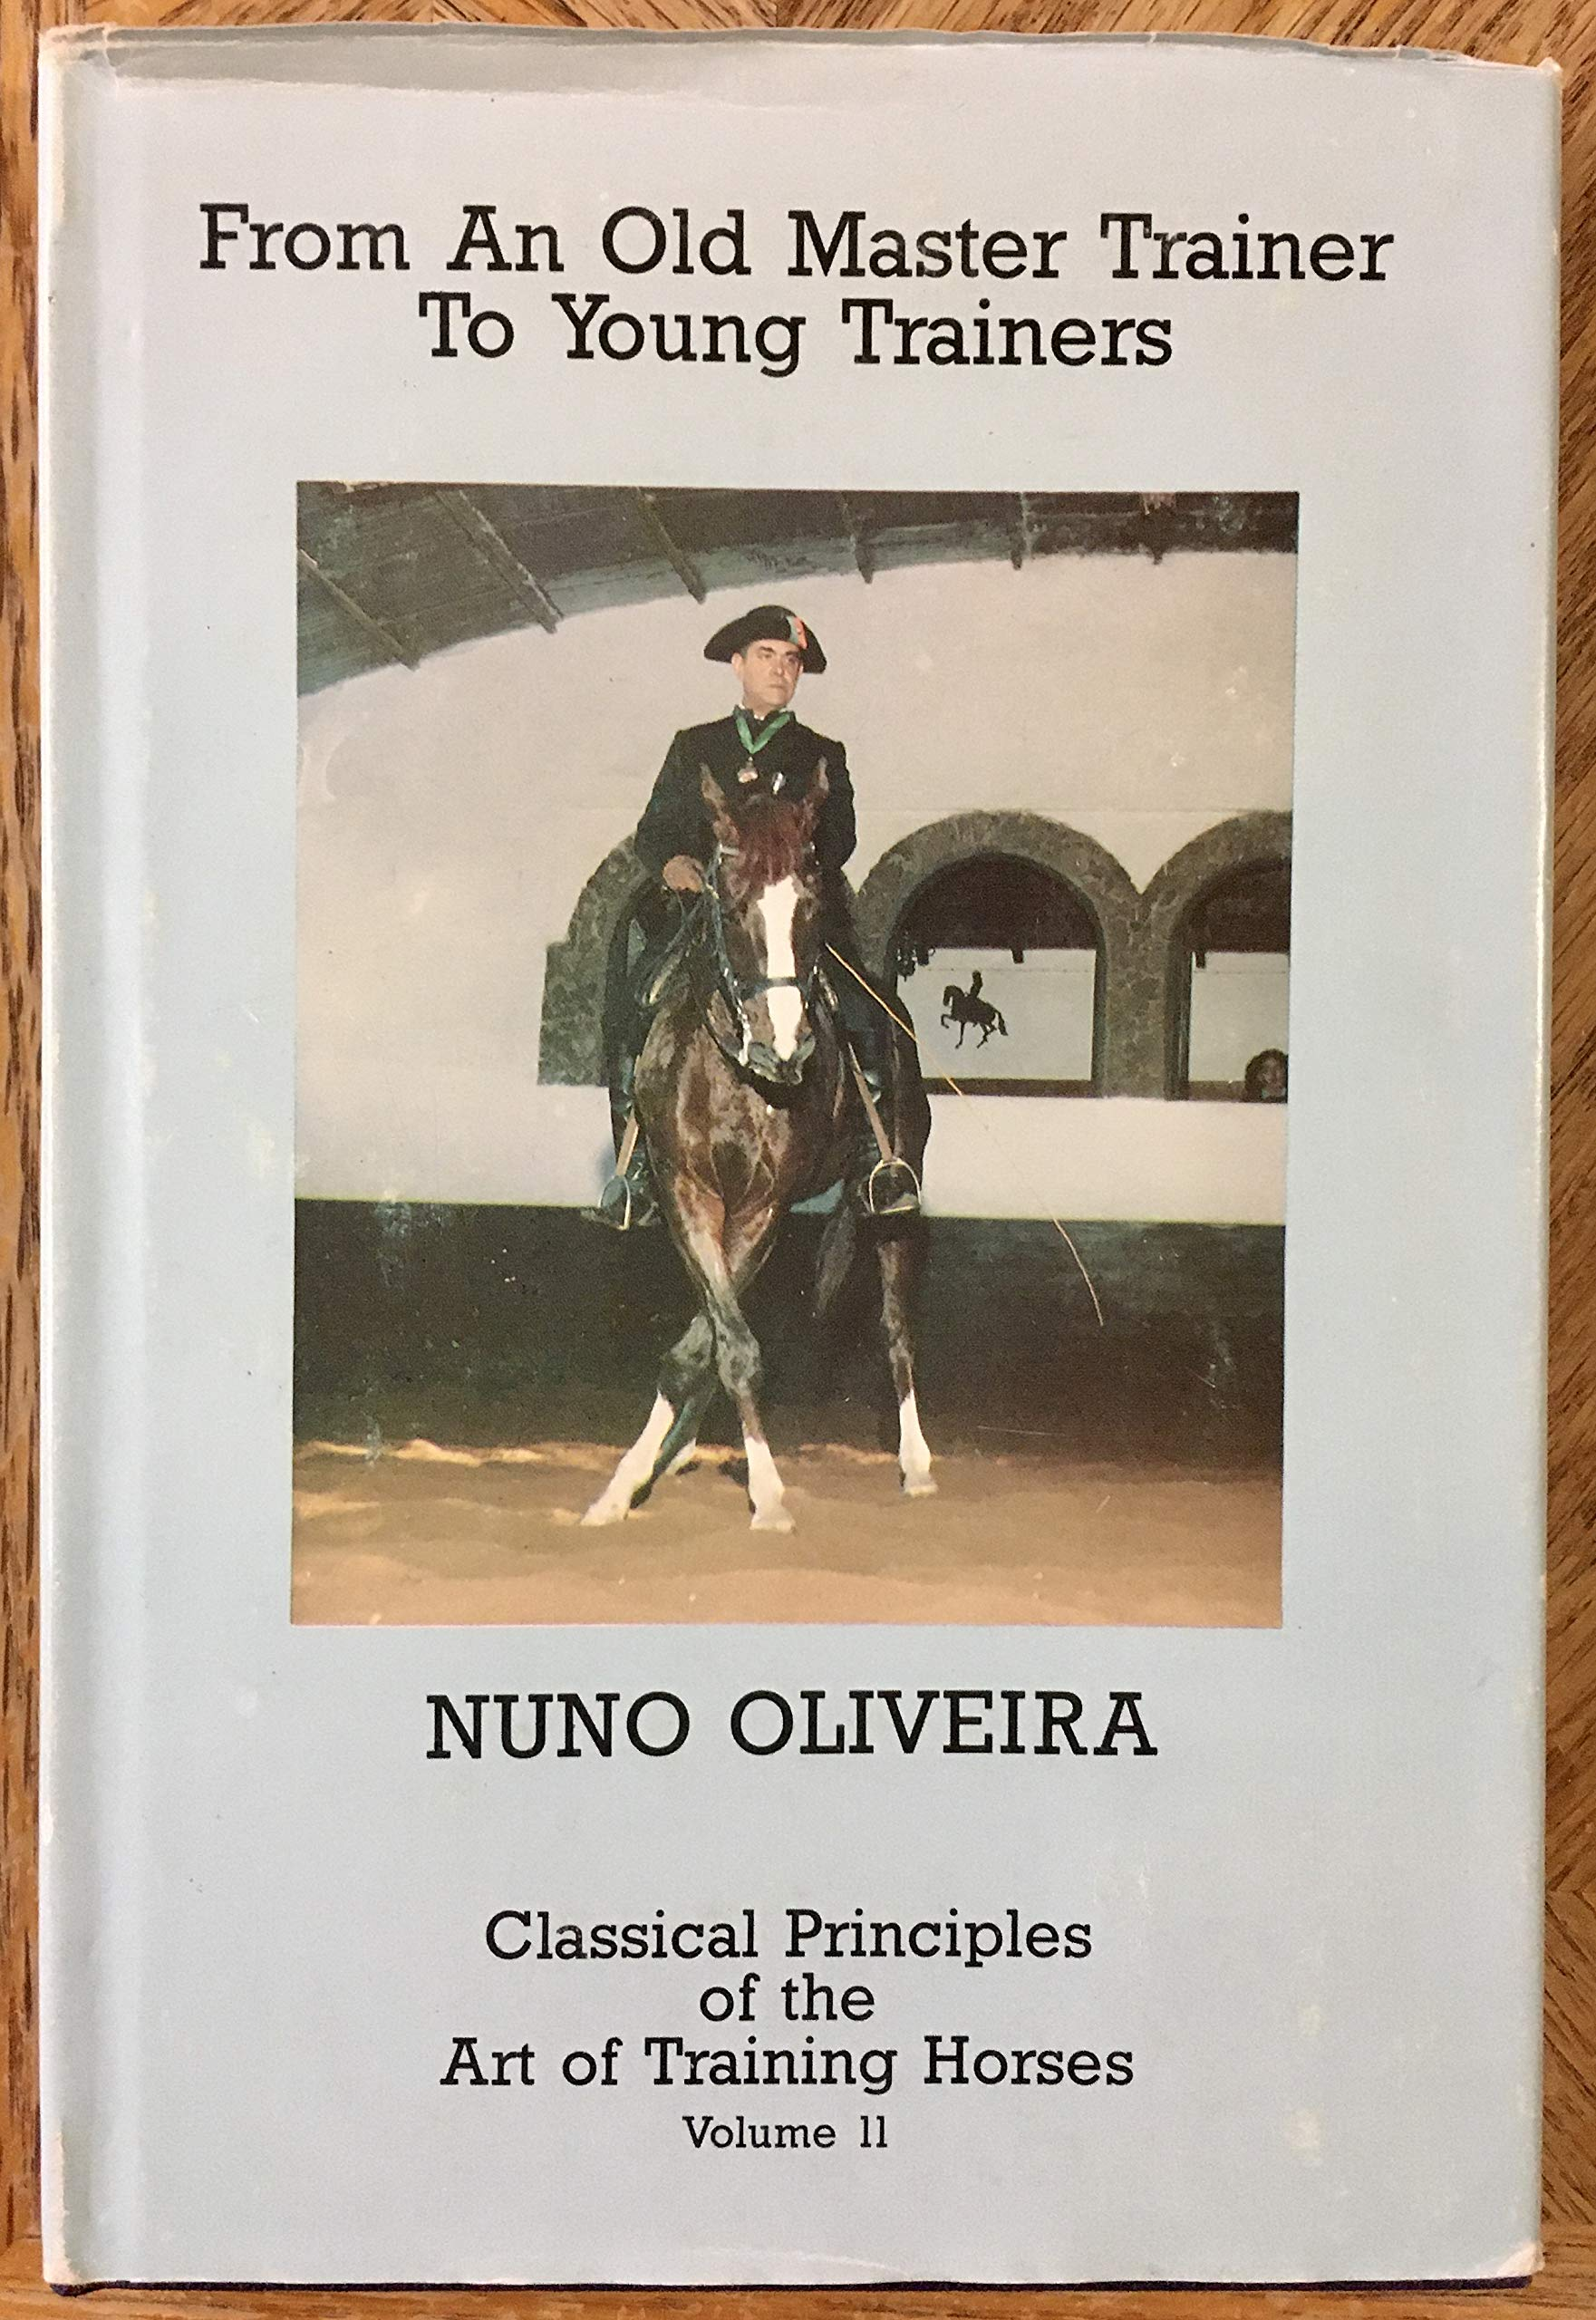 From An Old Master Trainer
To Young Trainers
NUNO OLIVEIRA
Classical Principles
of the
Art of Training Horses
Volume 11